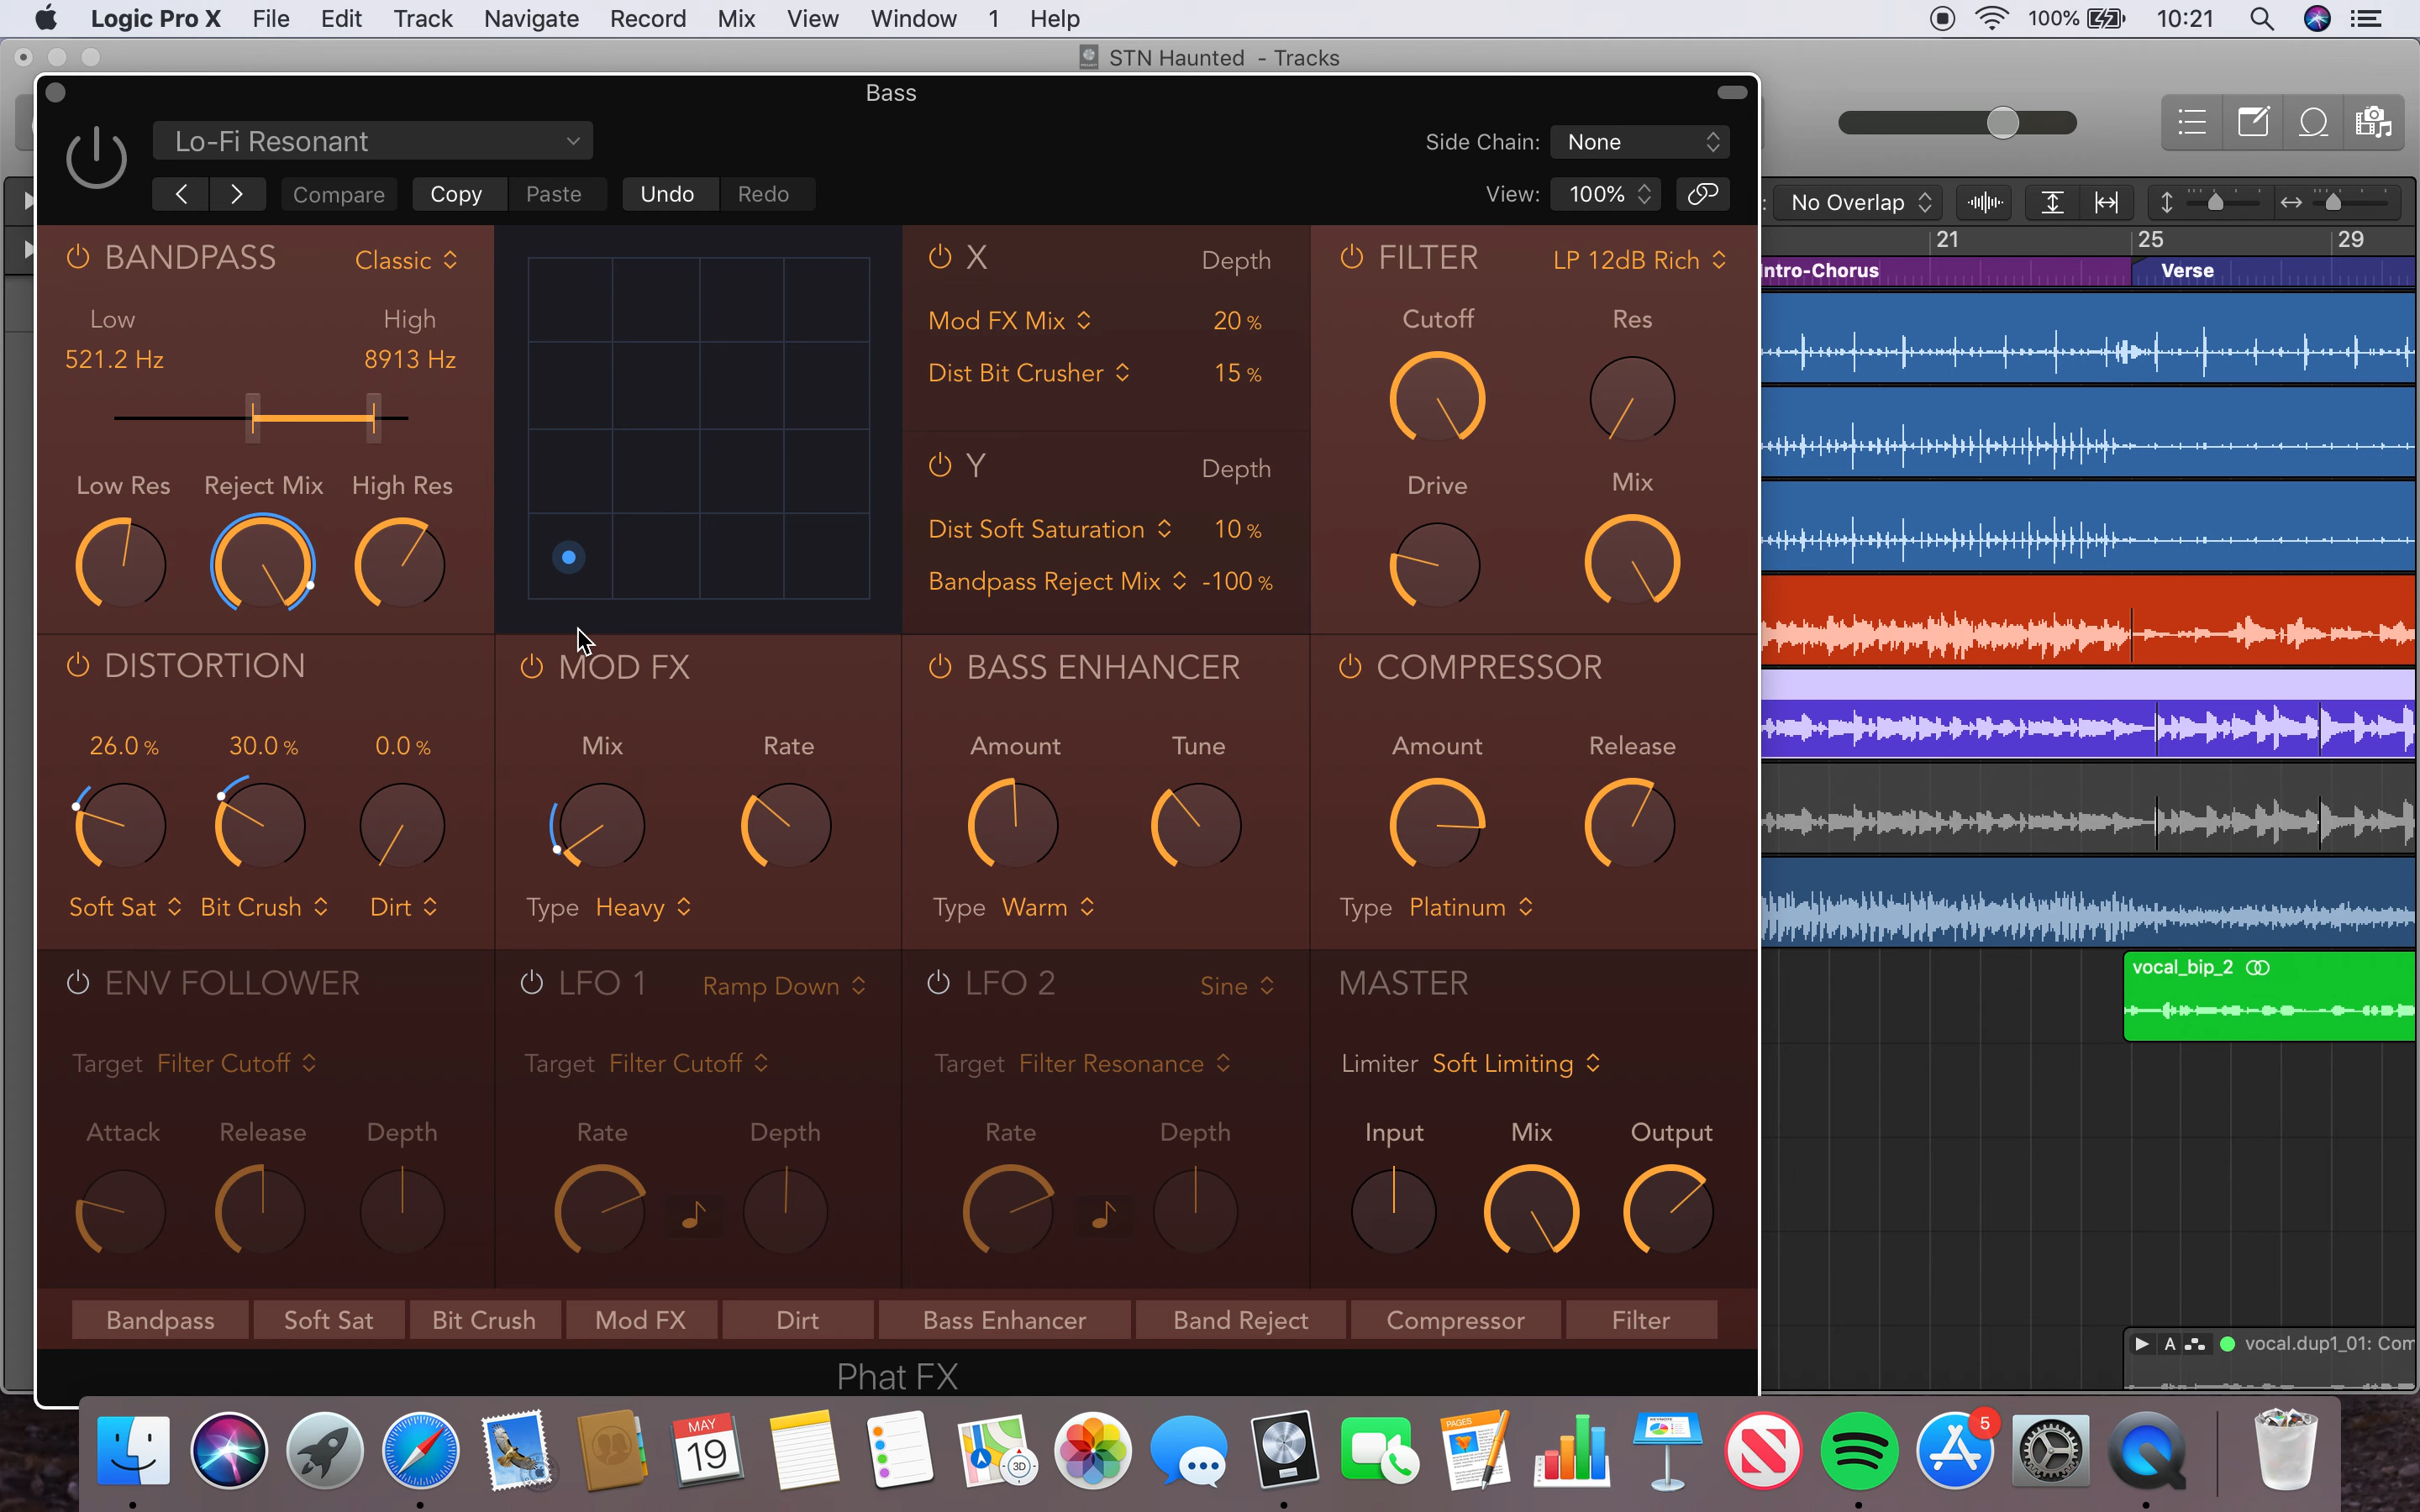 Logic Pro X File Edit Track Navigate Record Mix View Window 1 Help 100% 10:21
STN Haunted - Tracks
Bass
Lo-Fi Resonant
Side Chain: None
Compare Copy Paste Undo Redo
View: 100%
No Overlap
21 25 29
Intro-Chorus Verse
BANDPASS Classic
Low High
521.2 Hz 8913 Hz
Low Res Reject Mix High Res
X Depth
Mod FX Mix 20 %
Dist Bit Crusher 15 %
Y Depth
Dist Soft Saturation 10 %
Bandpass Reject Mix -100 %
FILTER LP 12dB Rich
Cutoff Res
Drive Mix
DISTORTION
26.0 % 30.0 % 0.0 %
Soft Sat Bit Crush Dirt
MOD FX
Mix Rate
Type Heavy
BASS ENHANCER
Amount Tune
Type Warm
COMPRESSOR
Amount Release
Type Platinum
ENV FOLLOWER
Target Filter Cutoff
Attack Release Depth
LFO 1 Ramp Down
Target Filter Cutoff
Rate Depth
LFO 2 Sine
Target Filter Resonance
Rate Depth
MASTER
Limiter Soft Limiting
Input Mix Output
Bandpass Soft Sat Bit Crush Mod FX Dirt Bass Enhancer Band Reject Compressor Filter
Phat FX
vocal_bip_2
A vocal.dup1_01: Com
MAY
19
3D
PAGES
KEYNOTE
5